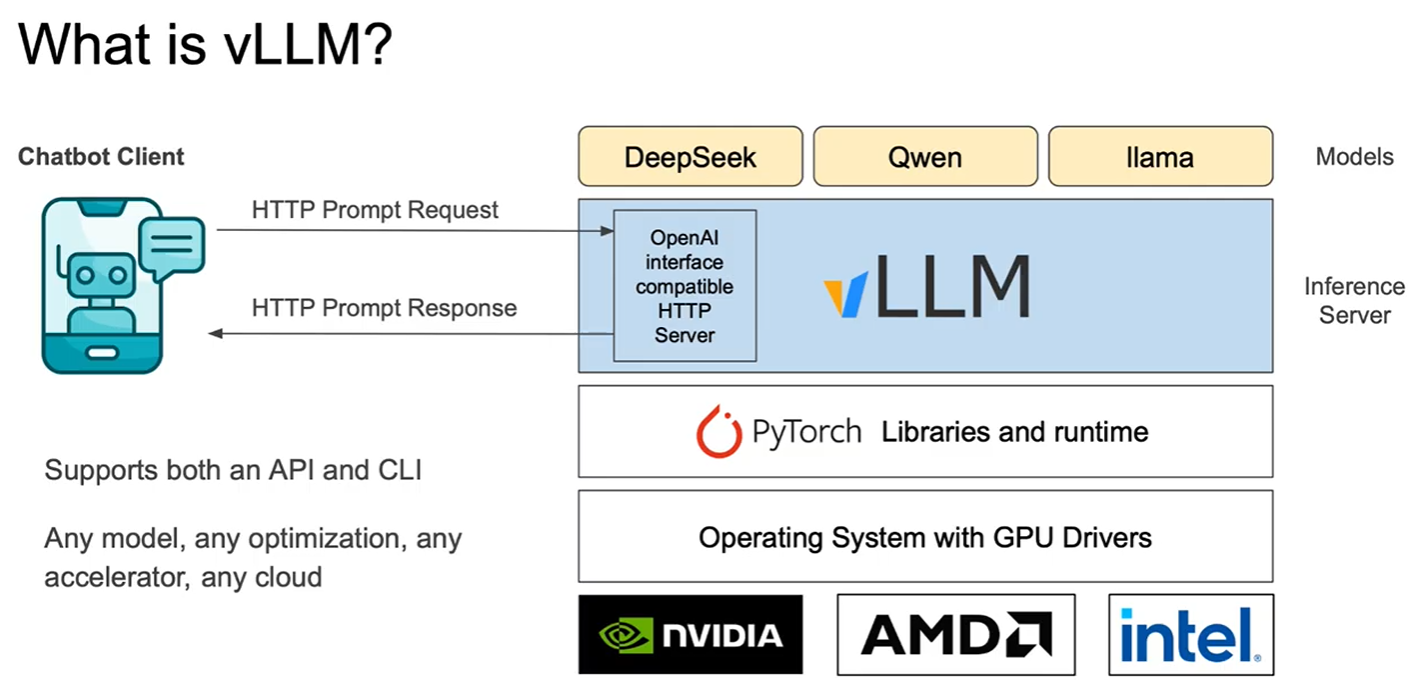 What is vLLM?
Chatbot Client
HTTP Prompt Request
HTTP Prompt Response
Supports both an API and CLI
Any model, any optimization, any
accelerator, any cloud
DeepSeek
Qwen
llama
Models
OpenAI
interface
compatible
HTTP
Server
vLLM
Inference
Server
PyTorch Libraries and runtime
Operating System with GPU Drivers
NVIDIA
AMD
intel®